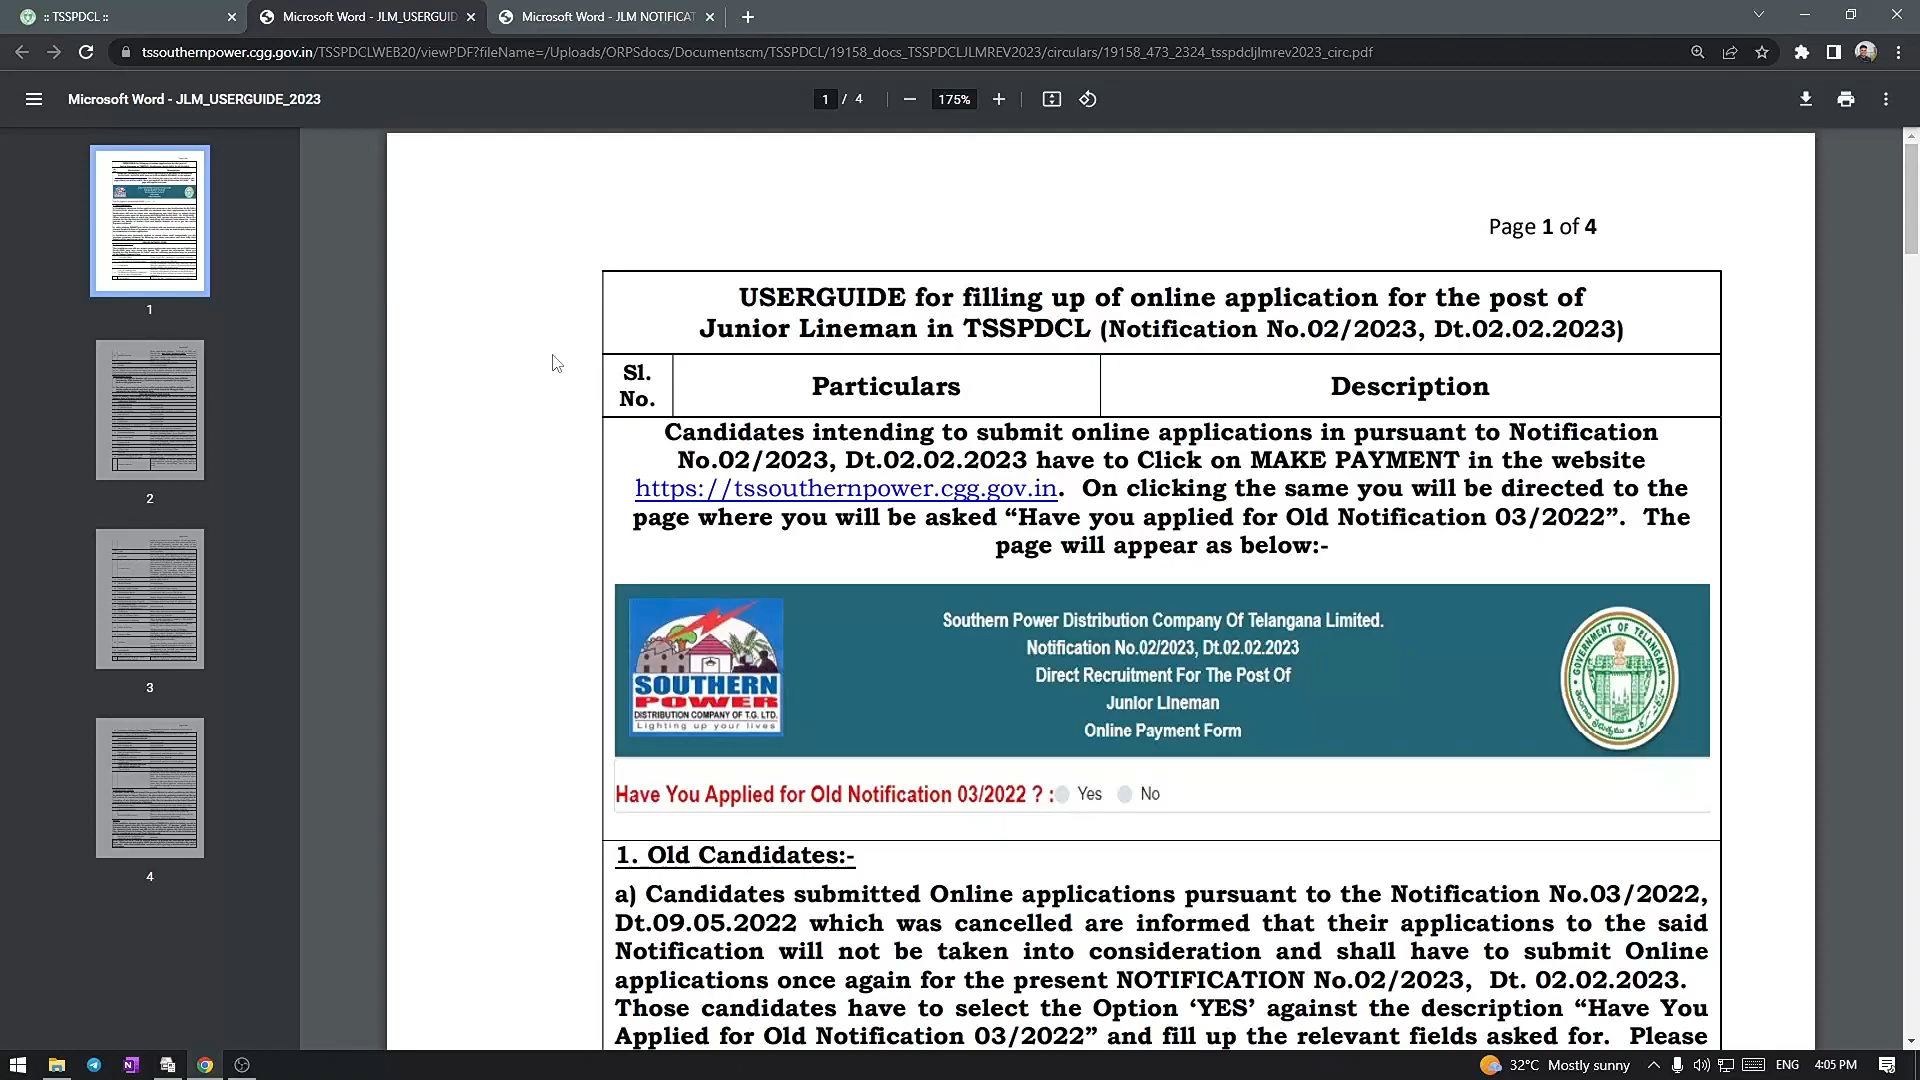 :: TSSPDCL ::
Microsoft Word - JLM_USERGUID
Microsoft Word - JLM NOTIFICAT
tssouthernpower.cgg.gov.in/TSSPDCLWEB20/viewPDF?fileName=/Uploads/ORPSdocs/Documentscm/TSSPDCL/19158_docs_TSSPDCLJLMREV2023/circulars/19158_473_2324_tsspdcljlmrev2023_circ.pdf
Microsoft Word - JLM_USERGUIDE_2023
1 / 4
175%
1
2
3
4
Page 1 of 4
USERGUIDE for filling up of online application for the post of
Junior Lineman in TSSPDCL (Notification No.02/2023, Dt.02.02.2023)
Sl. No.
Particulars
Description
Candidates intending to submit online applications in pursuant to Notification
No.02/2023, Dt.02.02.2023 have to Click on MAKE PAYMENT in the website
https://tssouthernpower.cgg.gov.in. On clicking the same you will be directed to the
page where you will be asked “Have you applied for Old Notification 03/2022”. The
page will appear as below:-
SOUTHERN
POWER
DISTRIBUTION COMPANY OF T.G. LTD.
Lighting up your lives
Southern Power Distribution Company Of Telangana Limited.
Notification No.02/2023, Dt.02.02.2023
Direct Recruitment For The Post Of
Junior Lineman
Online Payment Form
GOVERNMENT OF TELANGANA
Have You Applied for Old Notification 03/2022 ? : Yes No
1. Old Candidates:-
a) Candidates submitted Online applications pursuant to the Notification No.03/2022,
Dt.09.05.2022 which was cancelled are informed that their applications to the said
Notification will not be taken into consideration and shall have to submit Online
applications once again for the present NOTIFICATION No.02/2023, Dt. 02.02.2023.
Those candidates have to select the Option ‘YES’ against the description “Have You
Applied for Old Notification 03/2022” and fill up the relevant fields asked for. Please
32°C Mostly sunny
ENG
4:05 PM